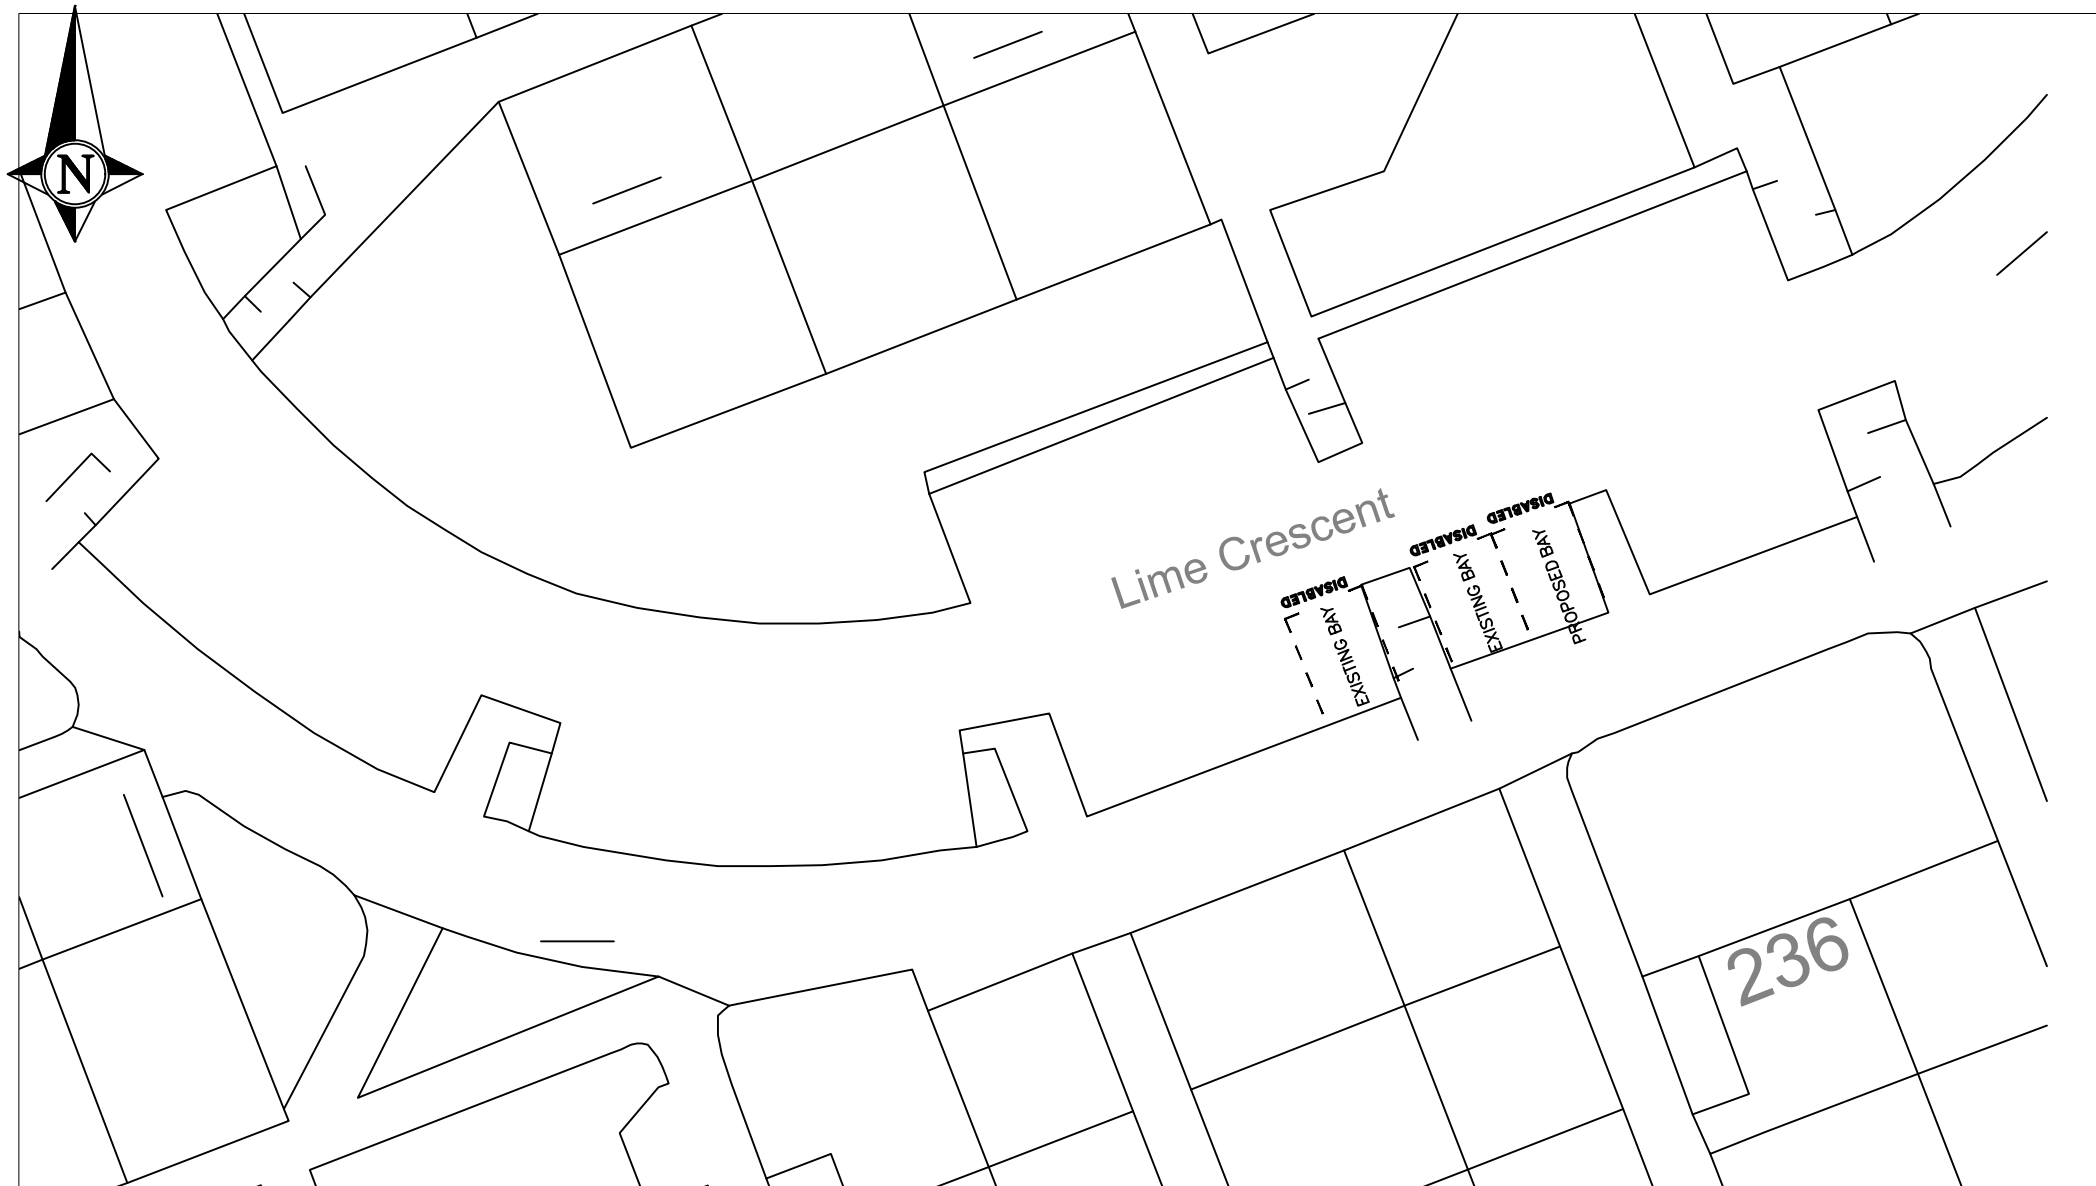 N
Lime Crescent
DISABLED
EXISTING BAY
DISABLED
EXISTING BAY
DISABLED
PROPOSED BAY
236